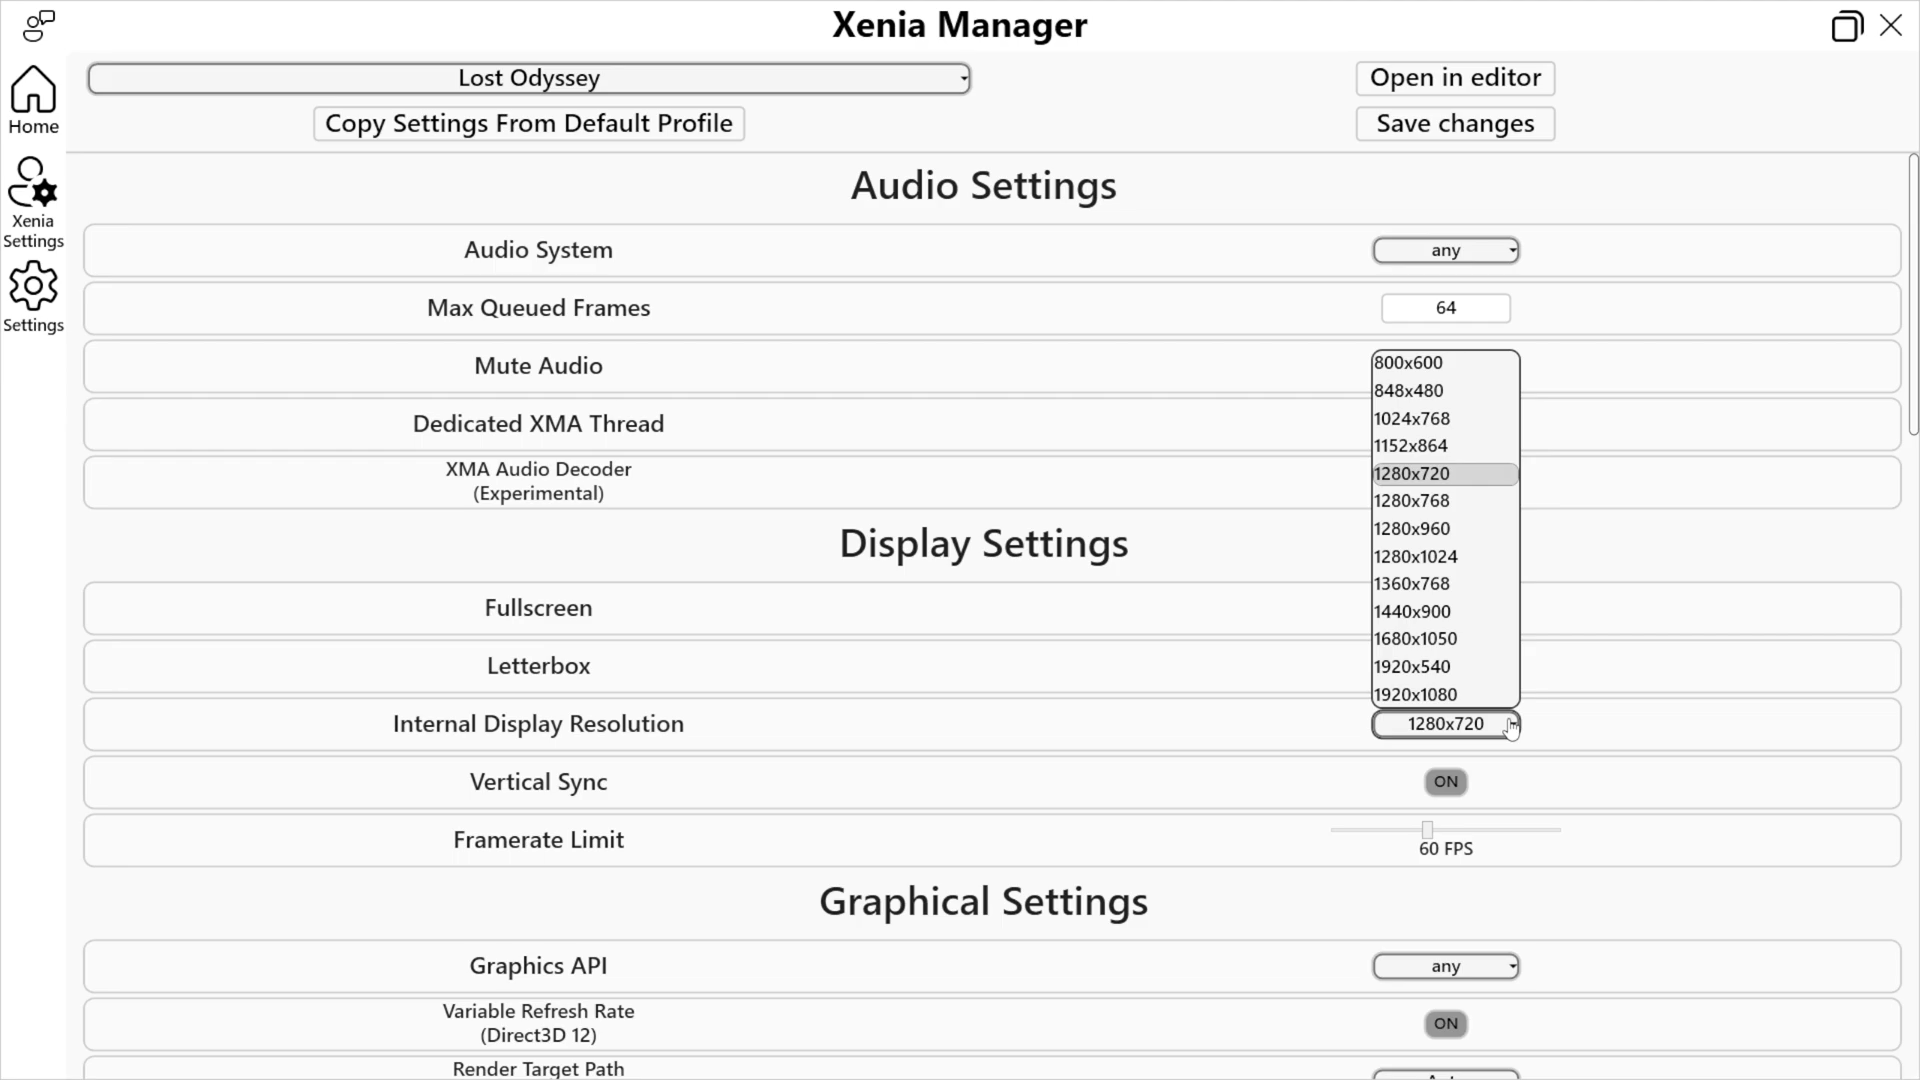 Xenia Manager
Lost Odyssey
Open in editor
Copy Settings From Default Profile
Save changes
Home
Xenia
Settings
Settings
Audio Settings
Audio System
any
Max Queued Frames
64
Mute Audio
Dedicated XMA Thread
XMA Audio Decoder
(Experimental)
800x600
848x480
1024x768
1152x864
1280x720
1280x768
1280x960
1280x1024
1360x768
1440x900
1680x1050
1920x540
1920x1080
Display Settings
Fullscreen
Letterbox
Internal Display Resolution
1280x720
Vertical Sync
ON
Framerate Limit
60 FPS
Graphical Settings
Graphics API
any
Variable Refresh Rate
(Direct3D 12)
ON
Render Target Path